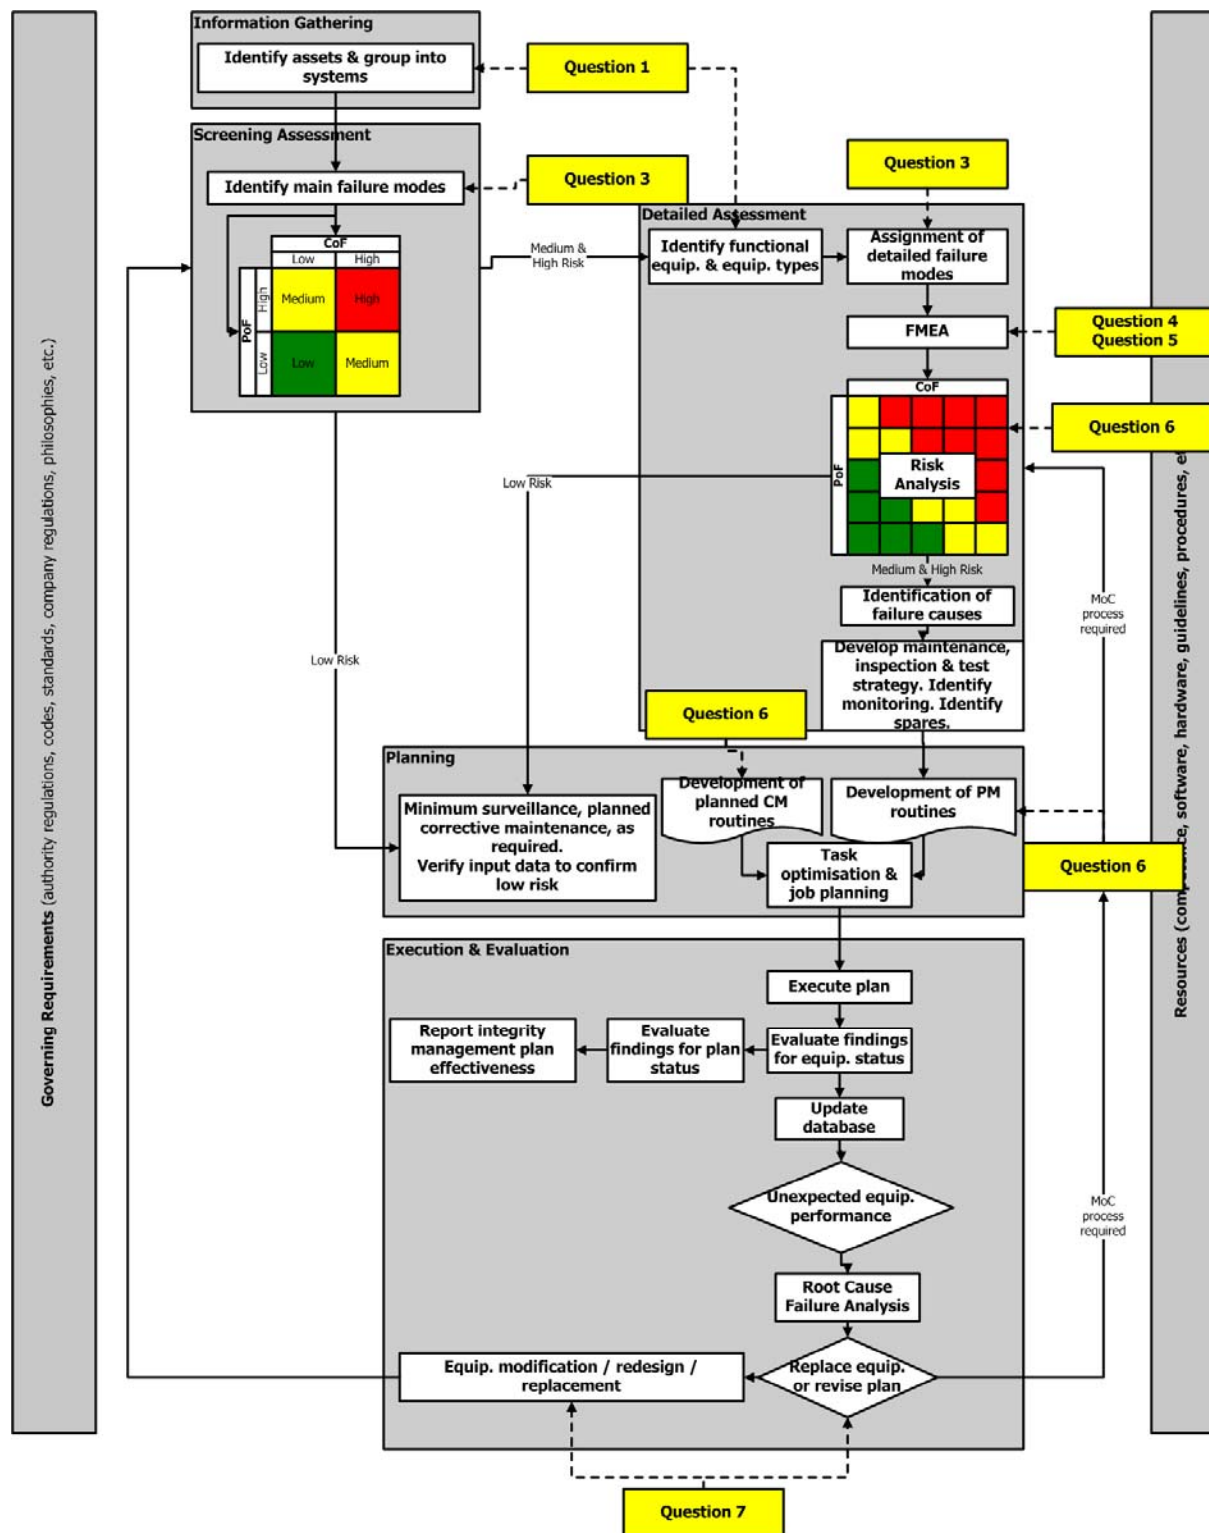 Governing Requirements (authority regulations, codes, standards, company regulations, philosophies, etc.)
Information Gathering
Identify assets & group into
systems
Question 1
Screening Assessment
Identify main failure modes
Question 3
CoF
Low
High
PoF
High
Low
Medium
High
Low
Medium
Medium &
High Risk
Question 3
Detailed Assessment
Identify functional
equip. & equip. types
Assignment of
detailed failure
modes
FMEA
Question 4
Question 5
CoF
PoF
Risk
Analysis
Question 6
Low Risk
Medium & High Risk
Identification of
failure causes
Develop maintenance,
inspection & test
strategy. Identify
monitoring. Identify
spares.
MoC
process
required
Low Risk
Question 6
Planning
Minimum surveillance, planned
corrective maintenance, as
required.
Verify input data to confirm
low risk
Development of
planned CM
routines
Development of PM
routines
Task
optimisation &
job planning
Question 6
Execution & Evaluation
Execute plan
Report integrity
management plan
effectiveness
Evaluate
findings for plan
status
Evaluate findings
for equip. status
Update
database
Unexpected equip.
performance
Root Cause
Failure Analysis
MoC
process
required
Equip. modification / redesign /
replacement
Replace equip.
or revise plan
Question 7
Resources software, hardware, guidelines, procedures,